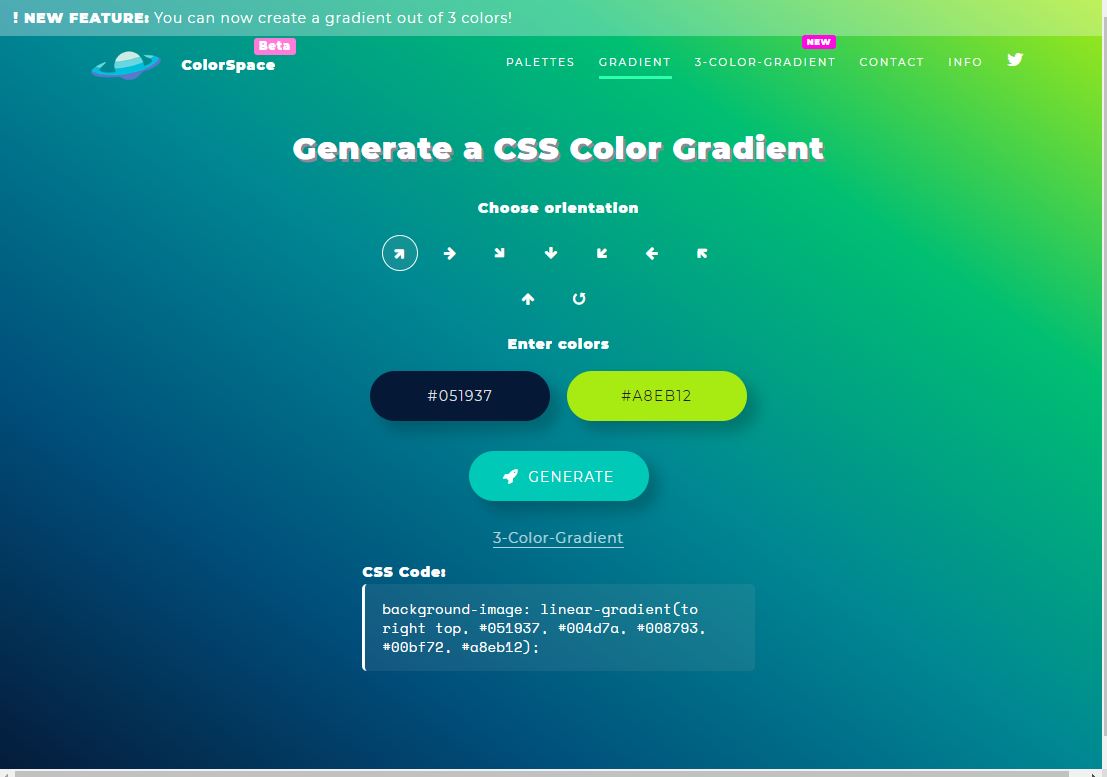 ! NEW FEATURE: You can now create a gradient out of 3 colors!
Beta
ColorSpace
NEW
PALETTES GRADIENT 3-COLOR-GRADIENT CONTACT INFO
Generate a CSS Color Gradient
Choose orientation
Enter colors
#051937 #A8EB12
GENERATE
3-Color-Gradient
CSS Code:
background-image: linear-gradient(to
right top, #051937, #004d7a, #008793,
#00bf72, #a8eb12);